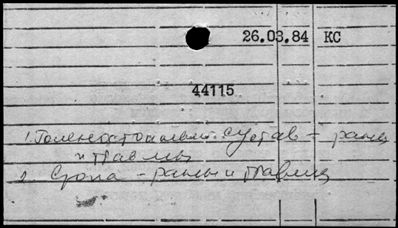 26.03.84 КС
44115
1. Голеностопный сустав - раны
и травмы
2. Стопа - раны и травмы